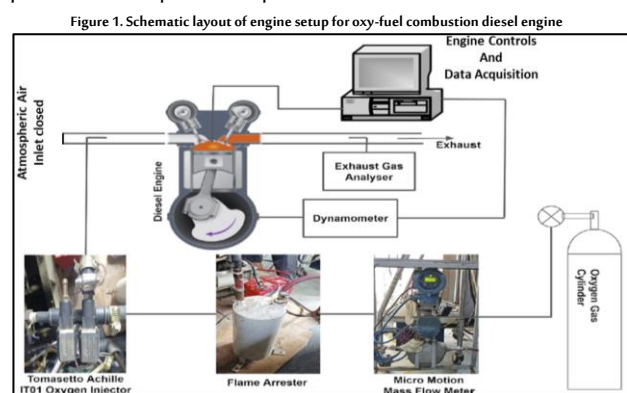 Figure 1. Schematic layout of engine setup for oxy-fuel combustion diesel engine
Engine Controls
And
Data Acquisition
Atmospheric Air
Inlet closed
Exhaust
Exhaust Gas
Analyser
Diesel Engine
Dynamometer
Oxygen Gas
Cylinder
Tomasetto Achille
IT01 Oxygen Injector
Flame Arrester
Micro Motion
Mass Flow Meter